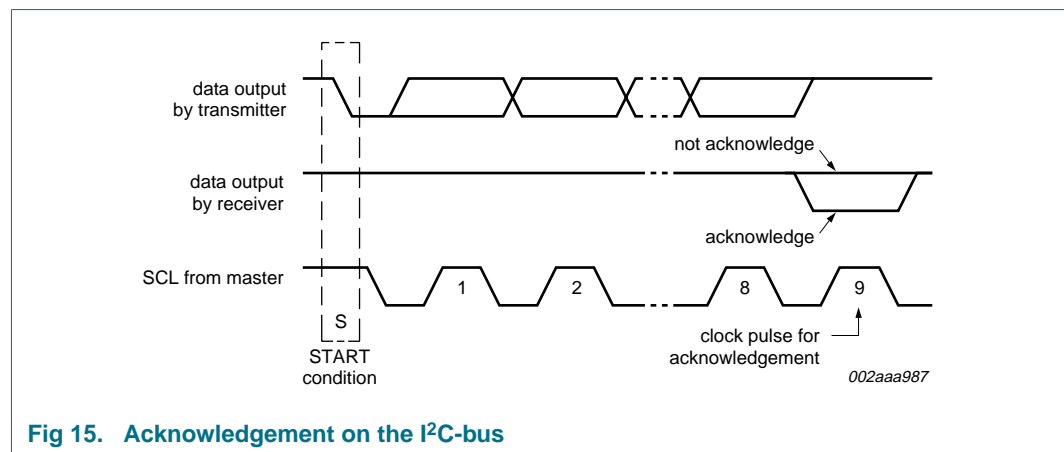 data output
by transmitter
not acknowledge
data output
by receiver
acknowledge
SCL from master
1
2
8
9
S
START
condition
clock pulse for
acknowledgement
002aaa987
Fig 15. Acknowledgement on the I²C-bus